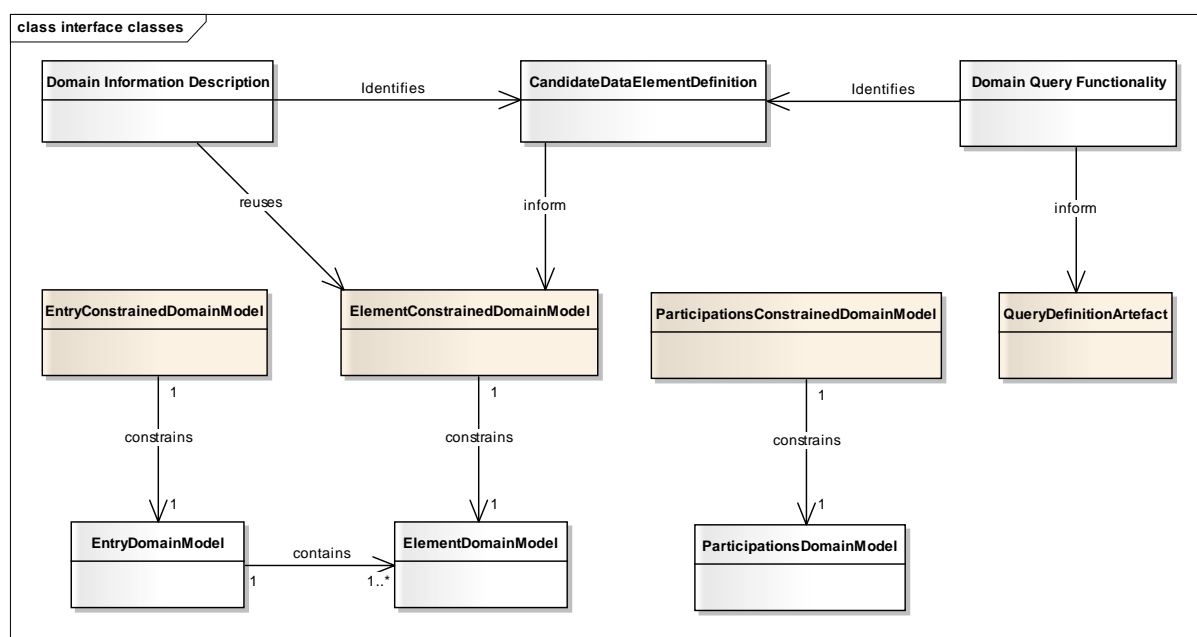 class interface classes
Domain Information Description
Identifies
CandidateDataElementDefinition
Identifies
Domain Query Functionality
reuses
inform
inform
EntryConstrainedDomainModel
ElementConstrainedDomainModel
ParticipationsConstrainedDomainModel
QueryDefinitionArtefact
1
1
1
constrains
constrains
constrains
1
1
1
EntryDomainModel
contains
ElementDomainModel
ParticipationsDomainModel
1
1..*